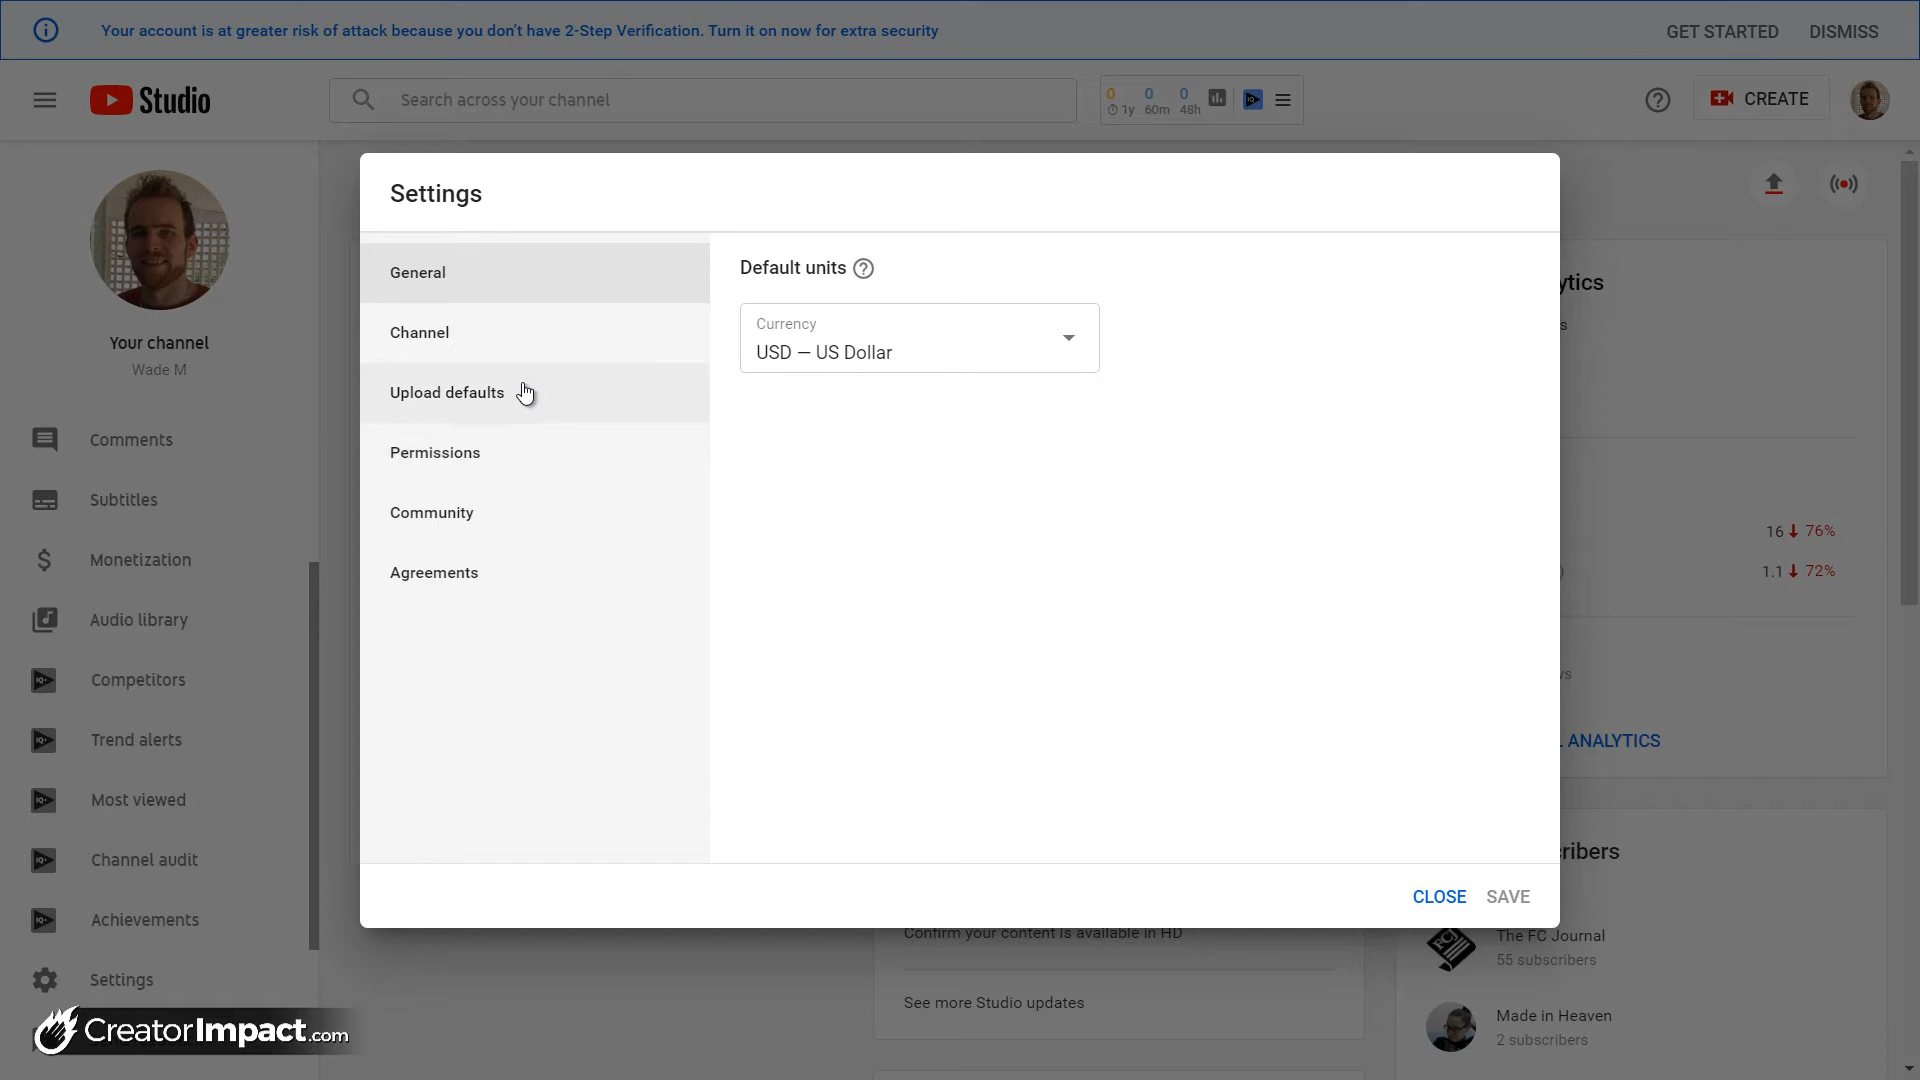 Your account is at greater risk of attack because you don’t have 2-Step Verification. Turn it on now for extra security
GET STARTED
DISMISS
Studio
Search across your channel
0 0 0
1y 60m 48h
CREATE
Your channel
Wade M
Comments
Subtitles
Monetization
Audio library
Competitors
Trend alerts
Most viewed
Channel audit
Achievements
Settings
CreatorImpact.com
Settings
General
Channel
Upload defaults
Permissions
Community
Agreements
Default units
Currency
USD — US Dollar
CLOSE
SAVE
16 76%
1.1 72%
ANALYTICS
Confirm your content is available in HD
See more Studio updates
The FC Journal
55 subscribers
Made in Heaven
2 subscribers